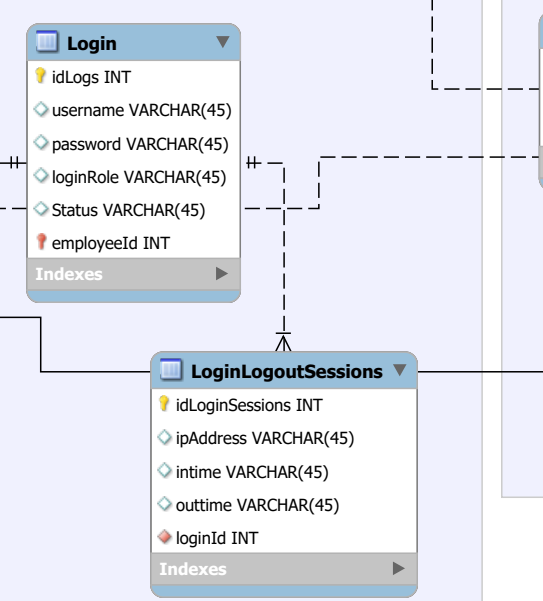 Login
idLogs INT
username VARCHAR(45)
password VARCHAR(45)
loginRole VARCHAR(45)
Status VARCHAR(45)
employeeId INT
Indexes
LoginLogoutSessions
idLoginSessions INT
ipAddress VARCHAR(45)
intime VARCHAR(45)
outtime VARCHAR(45)
loginId INT
Indexes